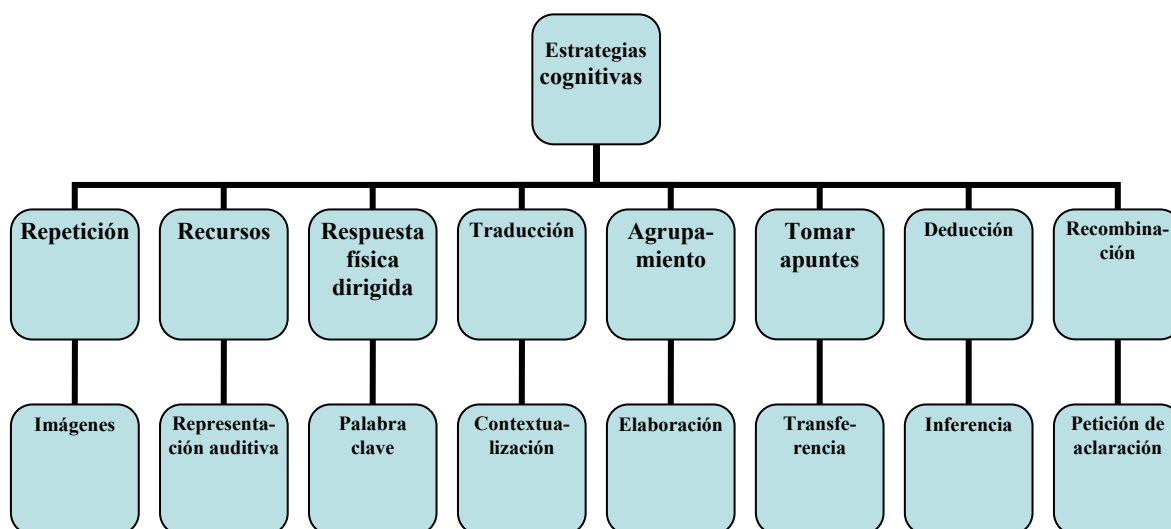 Estrategias
cognitivas
Repetición
Recursos
Respuesta
física
dirigida
Traducción
Agrupa-
miento
Tomar
apuntes
Deducción
Recombina-
ción
Imágenes
Representa-
ción auditiva
Palabra
clave
Contextua-
lización
Elaboración
Transfe-
rencia
Inferencia
Petición de
aclaración